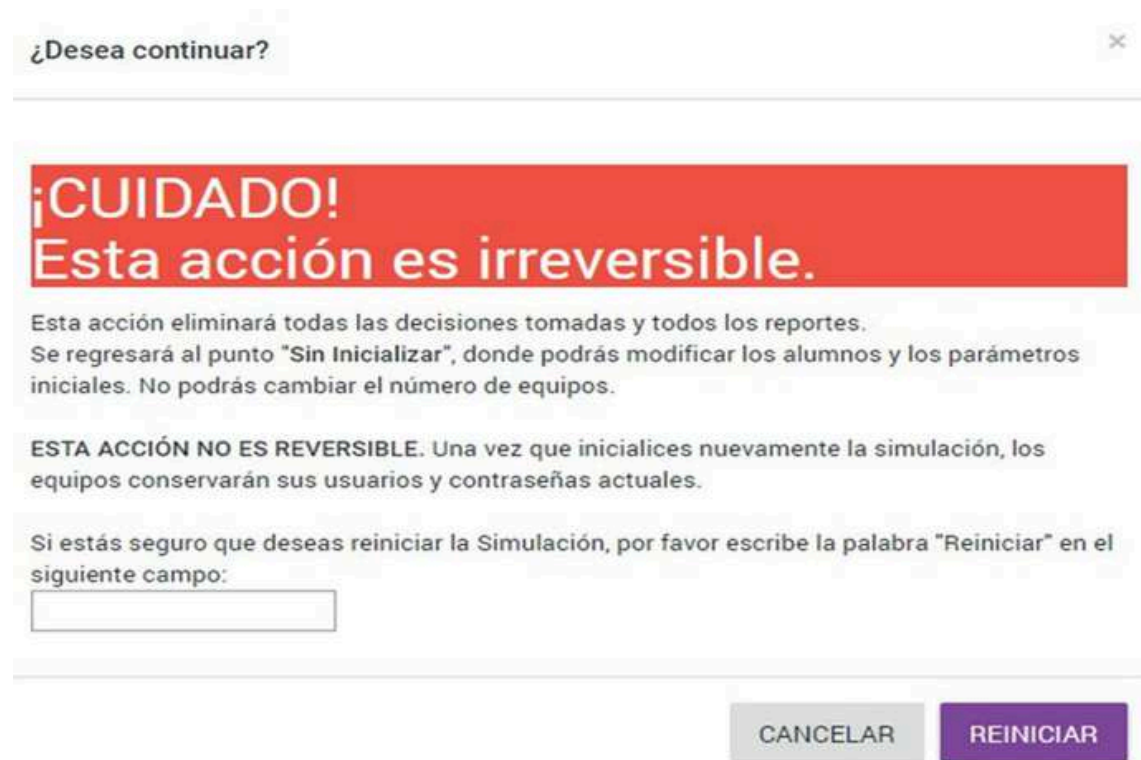 ¿Desea continuar?
¡CUIDADO!
Esta acción es irreversible.
Esta acción eliminará todas las decisiones tomadas y todos los reportes.
Se regresará al punto "Sin Inicializar", donde podrás modificar los alumnos y los parámetros
iniciales. No podrás cambiar el número de equipos.
ESTA ACCIÓN NO ES REVERSIBLE. Una vez que inicialices nuevamente la simulación, los
equipos conservarán sus usuarios y contraseñas actuales.
Si estás seguro que deseas reiniciar la Simulación, por favor escribe la palabra "Reiniciar" en el
siguiente campo:
CANCELAR REINICIAR